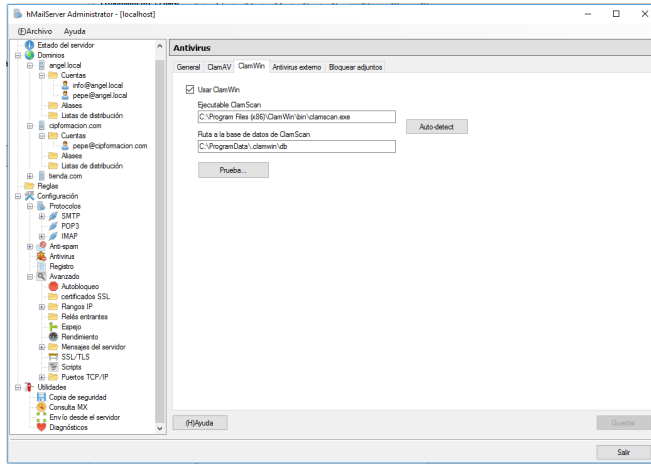 hMailServer Administrator - [localhost]
(F)Archivo Ayuda
Estado del servidor
Dominios
angel.local
Cuentas
info@angel.local
pepe@angel.local
Aliases
Listas de distribución
cipformacion.com
Cuentas
pepe@cipformacion.com
Aliases
Listas de distribución
tienda.com
Reglas
Configuración
Protocolos
SMTP
POP3
IMAP
Anti-spam
Antivirus
Registro
Avanzado
Autobloqueo
certificados SSL
Rangos IP
Relés entrantes
Espejo
Rendimiento
Mensajes del servidor
SSL/TLS
Scripts
Puertos TCP/IP
Utilidades
Copia de seguridad
Consulta MX
Envío desde el servidor
Diagnósticos
Antivirus
General ClamAV ClamWin Antivirus externo Bloquear adjuntos
Usar ClamWin
Ejecutable ClamScan
C:\Program Files (x86)\ClamWin\bin\clamscan.exe
Auto-detect
Ruta a la base de datos de ClamScan
C:\ProgramData\.clamwin\db
Prueba...
(H)Ayuda
Guardar
Salir